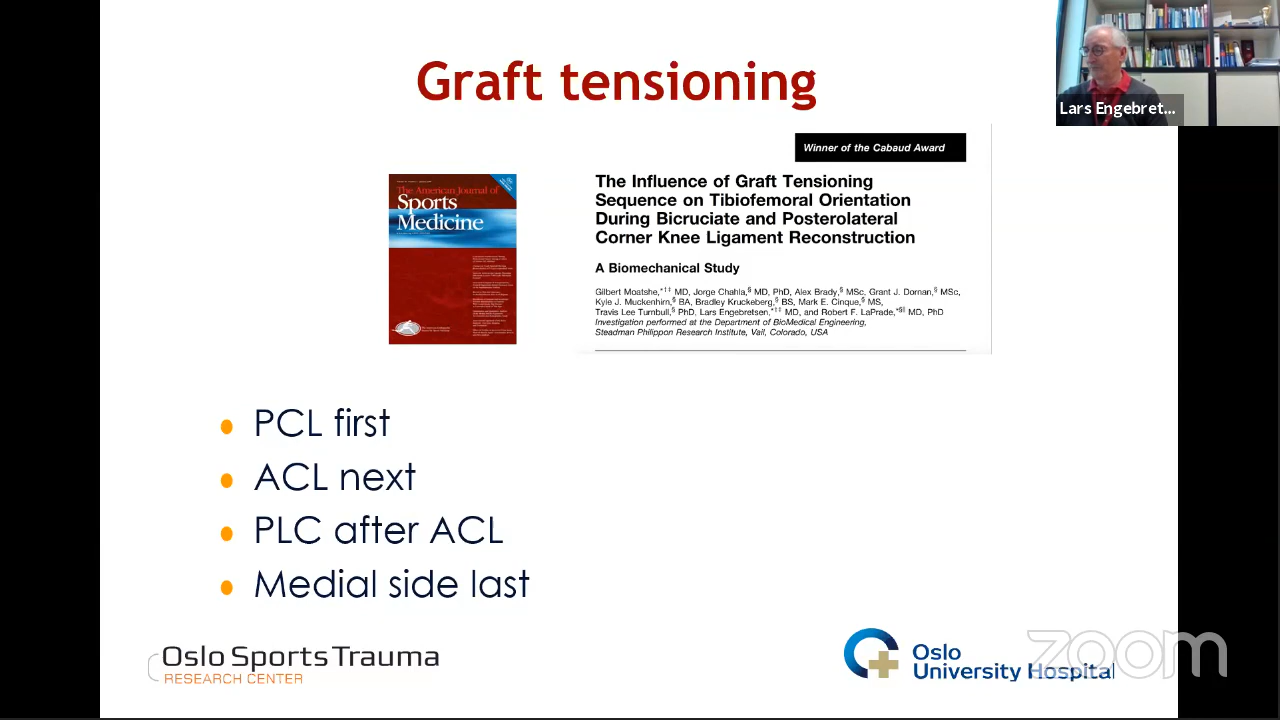 Graft tensioning
Lars Engebret...
Winner of the Cabaud Award
The American Journal of
Sports
Medicine
The Influence of Graft Tensioning
Sequence on Tibiofemoral Orientation
During Bicruciate and Posterolateral
Corner Knee Ligament Reconstruction
A Biomechanical Study
Gilbert Moatshe,*†‡ MD, Jorge Chahla,§ MD, PhD, Alex Brady,§ MSc, Grant J. Dornan,§ MSc,
Kyle J. Muckenhirn,§ BA, Bradley Kruckeberg,§ BS, Mark E. Cinque,§ MS,
Travis Lee Turnbull,§ PhD, Lars Engebretsen,*†‡ MD, and Robert F. LaPrade,*§|| MD, PhD
Investigation performed at the Department of BioMedical Engineering,
Steadman Philippon Research Institute, Vail, Colorado, USA
PCL first
ACL next
PLC after ACL
Medial side last
Oslo Sports Trauma
RESEARCH CENTER
Oslo
University Hospital
zoom